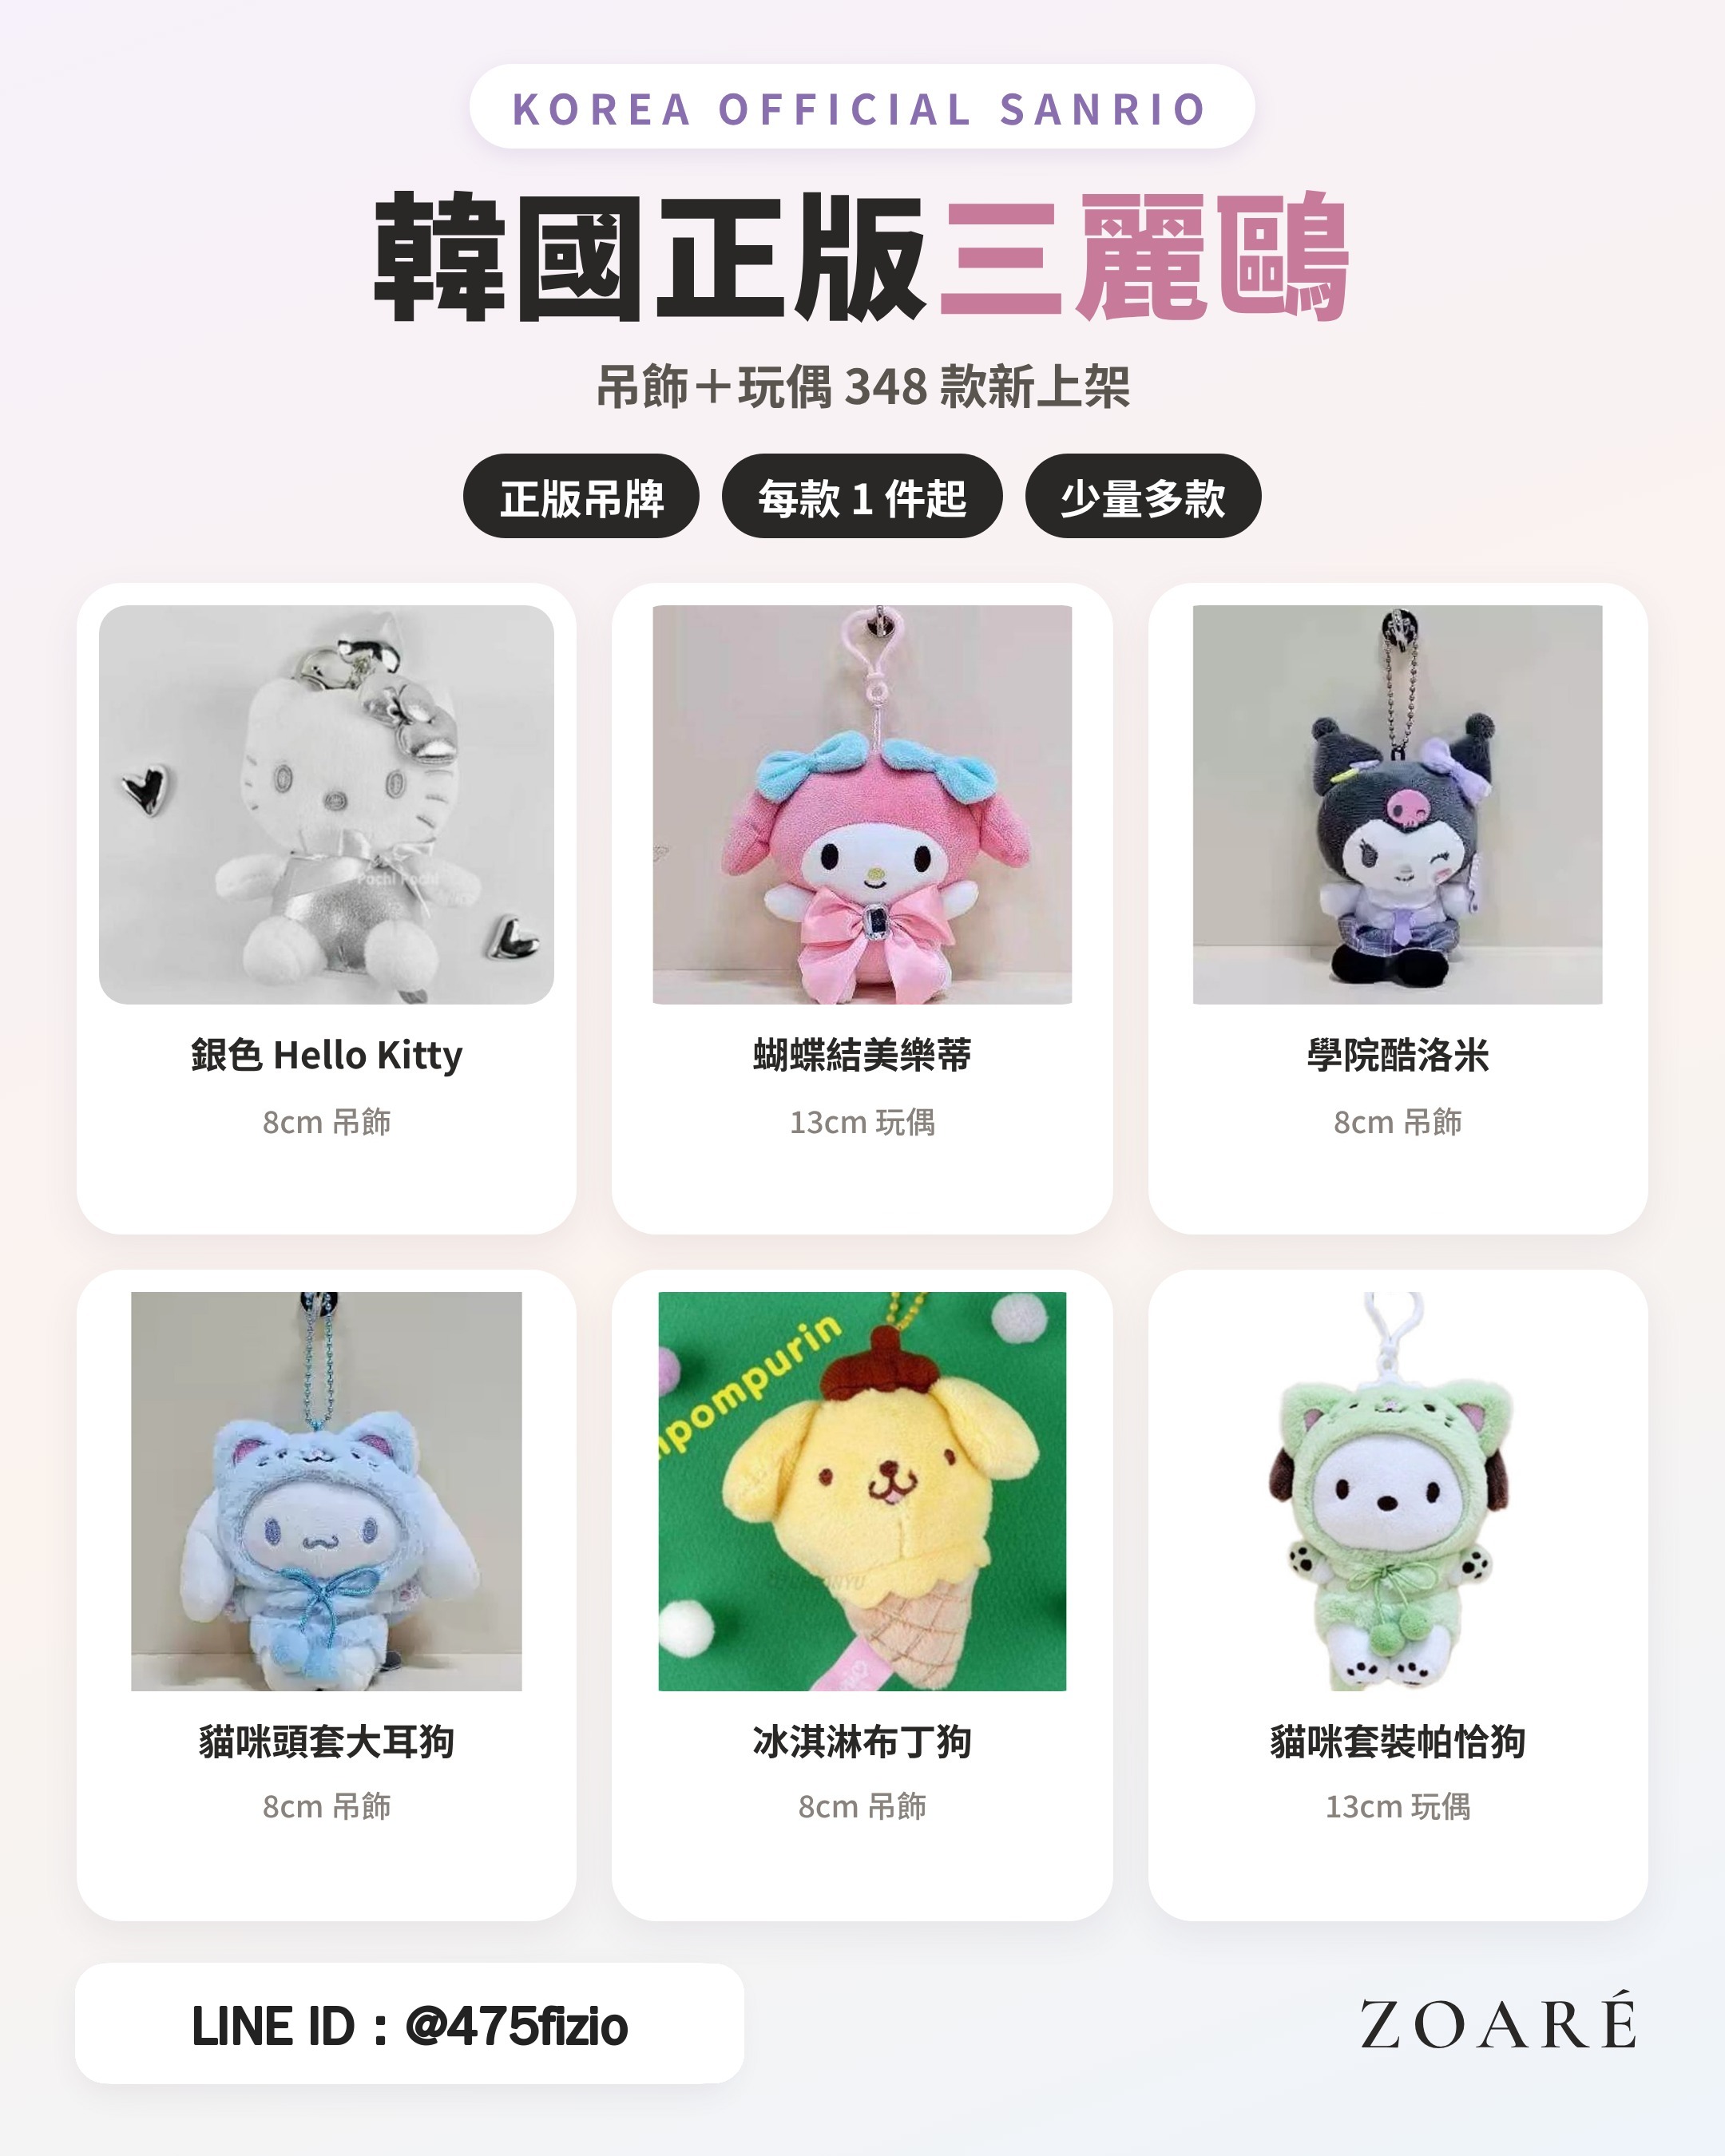 KOREA OFFICIAL SANRIO
韓國正版三麗鷗
吊飾＋玩偶 348 款新上架
正版吊牌
每款 1 件起
少量多款
Pochi Pochi
銀色 Hello Kitty
8cm 吊飾
蝴蝶結美樂蒂
13cm 玩偶
學院酷洛米
8cm 吊飾
貓咪頭套大耳狗
8cm 吊飾
mpompurin
冰淇淋布丁狗
8cm 吊飾
貓咪套裝帕恰狗
13cm 玩偶
LINE ID：@475fizio
ZOARÉ